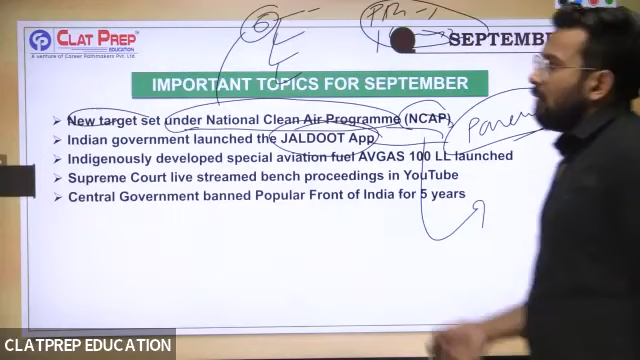 CP CLAT PREP
EDUCATION
A venture of Career Pathmakers Pvt. Ltd.
6
SEPTEMBE
IMPORTANT TOPICS FOR SEPTEMBER
➢ New target set under National Clean Air Programme (NCAP)
➢ Indian government launched the JALDOOT App
➢ Indigenously developed special aviation fuel AVGAS 100 LL launched
➢ Supreme Court live streamed bench proceedings in YouTube
➢ Central Government banned Popular Front of India for 5 years
CLATPREP EDUCATION